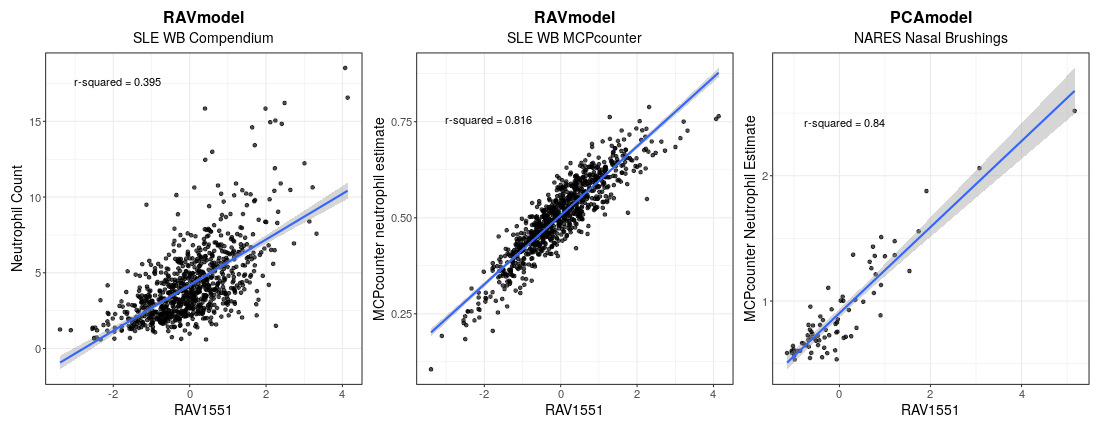 RAVmodel
SLE WB Compendium
r-squared = 0.395
Neutrophil Count
15
10
5
0
-2
0
2
4
RAV1551
RAVmodel
SLE WB MCPcounter
r-squared = 0.816
MCPcounter neutrophil estimate
0.75
0.50
0.25
-2
0
2
4
RAV1551
PCAmodel
NARES Nasal Brushings
r-squared = 0.84
MCPcounter Neutrophil Estimate
2
1
0
2
4
RAV1551